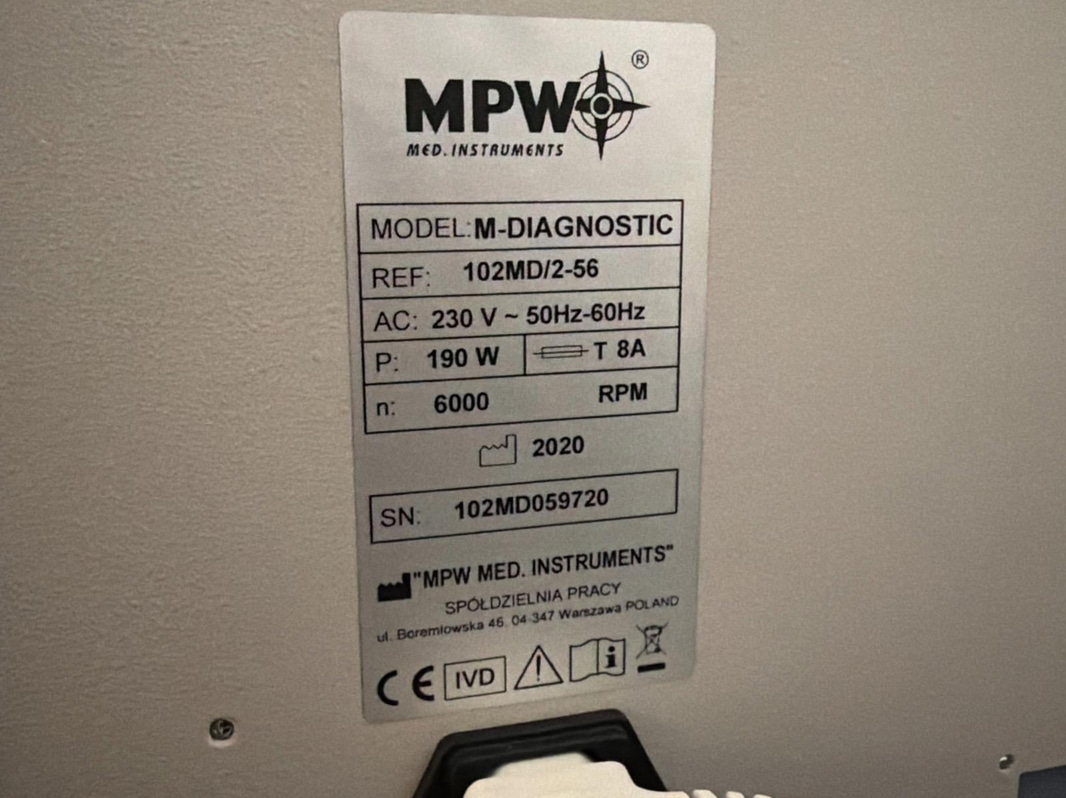 MPW®
MED. INSTRUMENTS
MODEL: M-DIAGNOSTIC
REF: 102MD/2-56
AC: 230 V ~ 50Hz-60Hz
P: 190 W T 8A
n: 6000 RPM
2020
SN: 102MD059720
"MPW MED. INSTRUMENTS"
SPÓŁDZIELNIA PRACY
ul. Boremlowska 46, 04-347 Warszawa POLAND
CE IVD